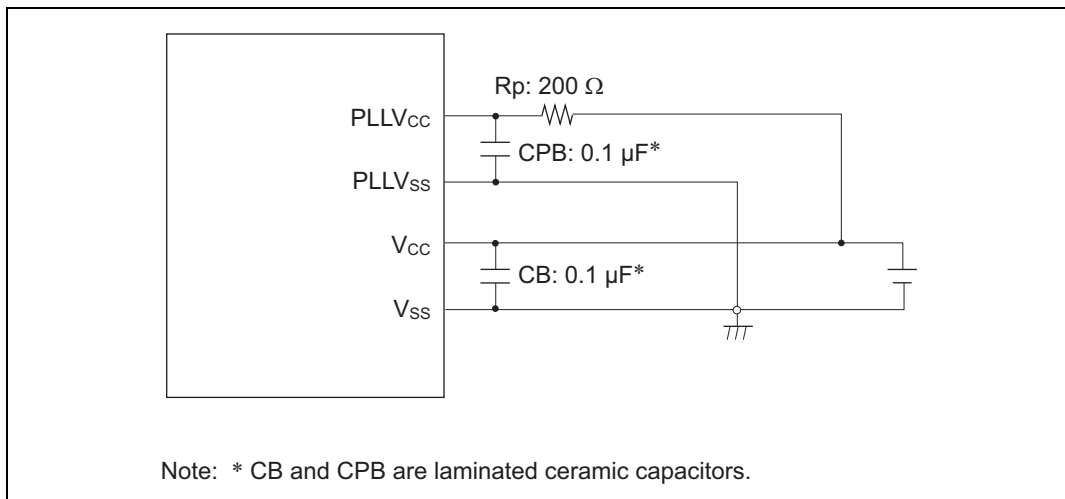 Rp: 200 Ω
PLLVCC
CPB: 0.1 µF*
PLLVSS
VCC
CB: 0.1 µF*
VSS
Note: * CB and CPB are laminated ceramic capacitors.